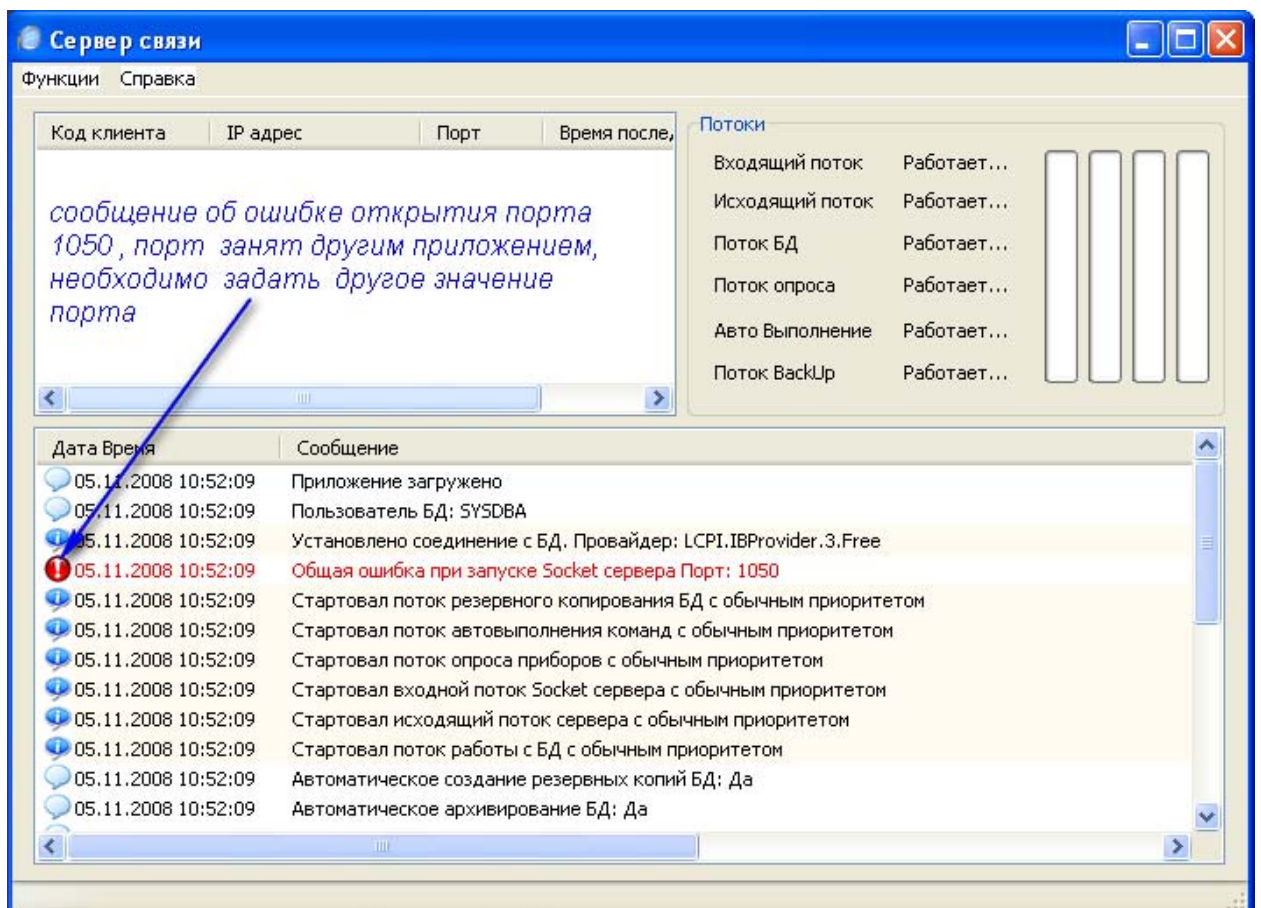 Сервер связи
Функции Справка
Код клиента IP адрес Порт Время после,
сообщение об ошибке открытия порта
1050 , порт занят другим приложением,
необходимо задать другое значение
порта
Потоки
Входящий поток Работает...
Исходящий поток Работает...
Поток БД Работает...
Поток опроса Работает...
Авто Выполнение Работает...
Поток BackUp Работает...
Дата Время Сообщение
05.11.2008 10:52:09 Приложение загружено
05.11.2008 10:52:09 Пользователь БД: SYSDBA
05.11.2008 10:52:09 Установлено соединение с БД. Провайдер: LCPI.IBProvider.3.Free
05.11.2008 10:52:09 Общая ошибка при запуске Socket сервера Порт: 1050
05.11.2008 10:52:09 Стартовал поток резервного копирования БД с обычным приоритетом
05.11.2008 10:52:09 Стартовал поток автовыполнения команд с обычным приоритетом
05.11.2008 10:52:09 Стартовал поток опроса приборов с обычным приоритетом
05.11.2008 10:52:09 Стартовал входной поток Socket сервера с обычным приоритетом
05.11.2008 10:52:09 Стартовал исходящий поток сервера с обычным приоритетом
05.11.2008 10:52:09 Стартовал поток работы с БД с обычным приоритетом
05.11.2008 10:52:09 Автоматическое создание резервных копий БД: Да
05.11.2008 10:52:09 Автоматическое архивирование БД: Да